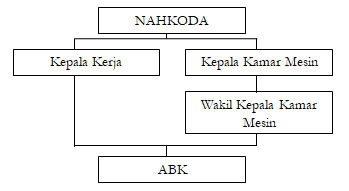 NAHKODA
Kepala Kerja
Kepala Kamar Mesin
Wakil Kepala Kamar
Mesin
ABK